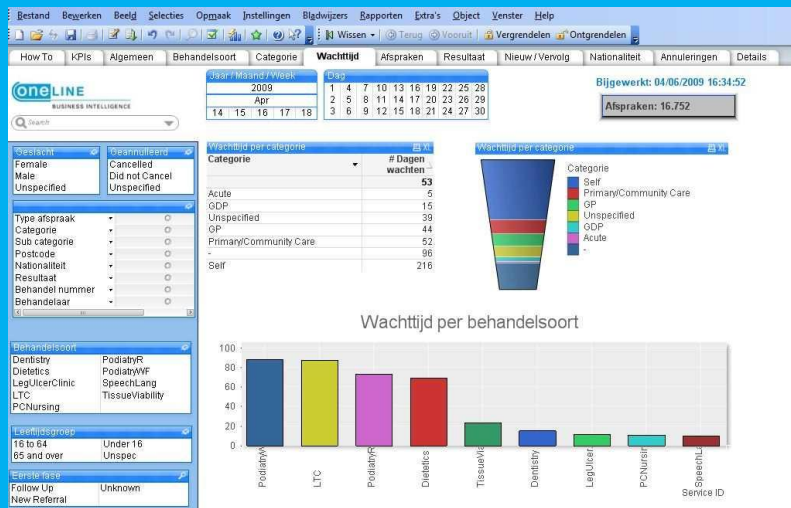 Bestand Bewerken Beeld Selecties Opmaak Instellingen Bladwijzers Rapporten Extra's Object Venster Help
Wissen Terug Vooruit Vergrendelen Ontgrendelen
How To KPIs Algemeen Behandelsoort Categorie Wachttijd Afspraken Resultaat Nieuw / Vervolg Nationaliteit Annuleringen Details
one LINE
BUSINESS INTELLIGENCE
Search
Jaar / Maand / Week
2009
Apr
14 15 16 17 18
Dag
1 4 7 10 13 16 19 22 25 28
2 5 8 11 14 17 20 23 26 29
3 6 9 12 15 18 21 24 27 30
Bijgewerkt: 04/06/2009 16:34:52
Afspraken: 16.752
Geslacht
Female
Male
Unspecified
Geannuleerd
Cancelled
Did not Cancel
Unspecified
Type afspraak
Categorie
Sub categorie
Postcode
Nationaliteit
Resultaat
Behandel nummer
Behandelaar
Behandelsoort
Dentistry PodiatryR
Dietetics PodiatryWF
LegUlcerClinic SpeechLang
LTC TissueViability
PCNursing
Leeftijdsgroep
16 to 64 Under 16
65 and over Unspec
Eerste fase
Follow Up Unknown
New Referral
Wachttijd per categorie XL
Categorie # Dagen wachten
53
Acute 5
GDP 15
Unspecified 39
GP 44
Primary/Community Care 52
- 96
Self 216
Wachttijd per categorie XL
Categorie
Self
Primary/Community Care
GP
Unspecified
GDP
Acute
-
Wachttijd per behandelsoort
100
80
60
40
20
0
PodiatryW
LTC
PodiatryR
Dietetics
TissueVia
Dentistry
LegUlcer
PCNursin
SpeechLa
Service ID